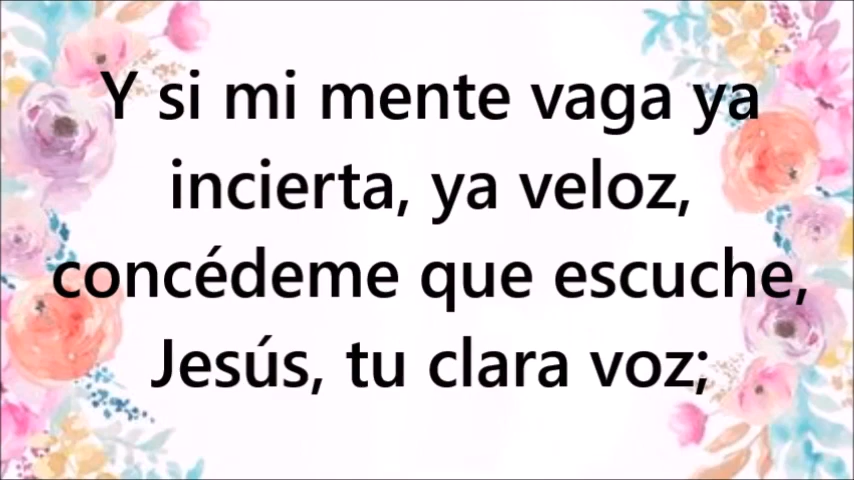 Y si mi mente vaga ya
incierta, ya veloz,
concédeme que escuche,
Jesús, tu clara voz;